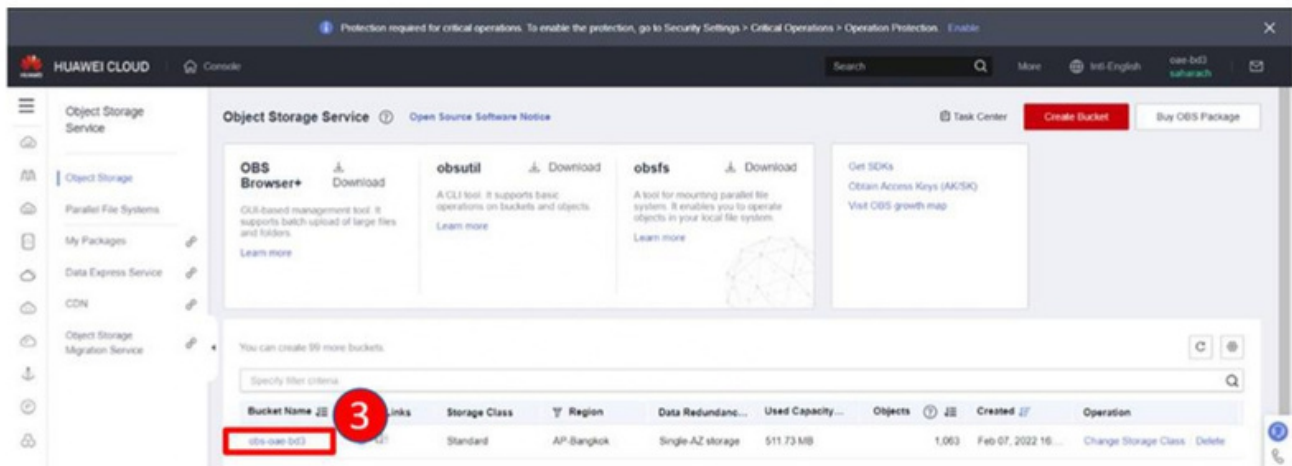 Protection required for critical operations. To enable the protection, go to Security Settings > Critical Operations > Operation Protection. Enable
HUAWEI
HUAWEI CLOUD
Console
Search
More
Intl-English
oae-bd3
saharach
Object Storage
Service
Object Storage
Parallel File Systems
My Packages
Data Express Service
CDN
Object Storage
Migration Service
Object Storage Service
Open Source Software Notice
Task Center
Create Bucket
Buy OBS Package
OBS
Browser+
Download
GUI-based management tool. It
supports batch upload of large files
and folders.
Learn more
obsutil
Download
A CLI tool. It supports basic
operations on buckets and objects.
Learn more
obsfs
Download
A tool for mounting parallel file
system. It enables you to operate
objects in your local file system.
Learn more
Get SDKs
Obtain Access Keys (AK/SK)
Visit OBS growth map
You can create 99 more buckets.
Specify filter criteria.
Bucket Name 3 Links Storage Class Region Data Redundanc... Used Capacity... Objects Created Operation
obs-oae-bd3 Standard AP-Bangkok Single-AZ storage 511.73 MB 1,063 Feb 07, 2022 16:... Change Storage Class Delete